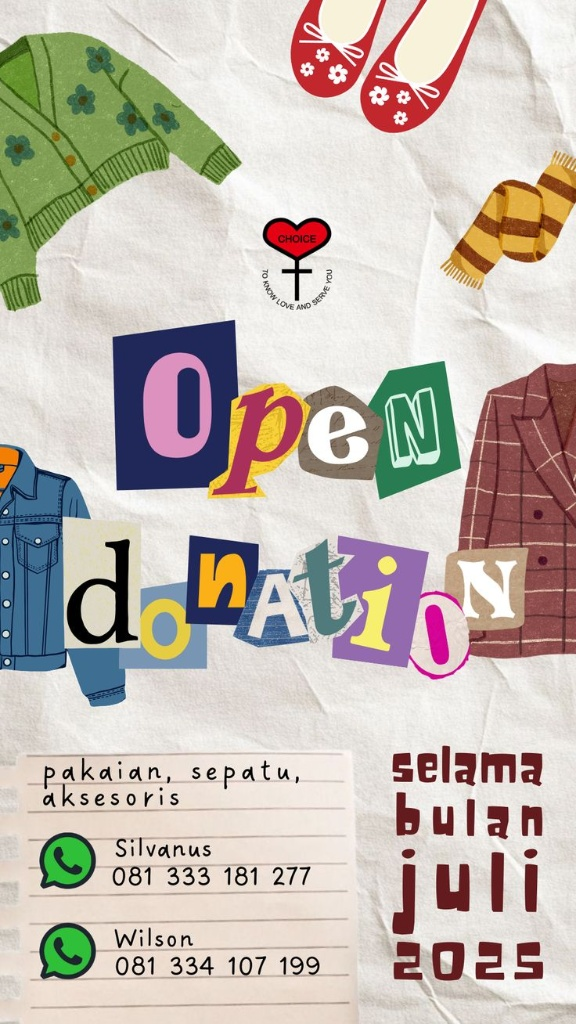 CHOICE
TO KNOW LOVE AND SERVE YOU
OpeN
donAtioN
pakaian, sepatu,
aksesoris
Silvanus
081 333 181 277
Wilson
081 334 107 199
selama
bulan
juli
2025